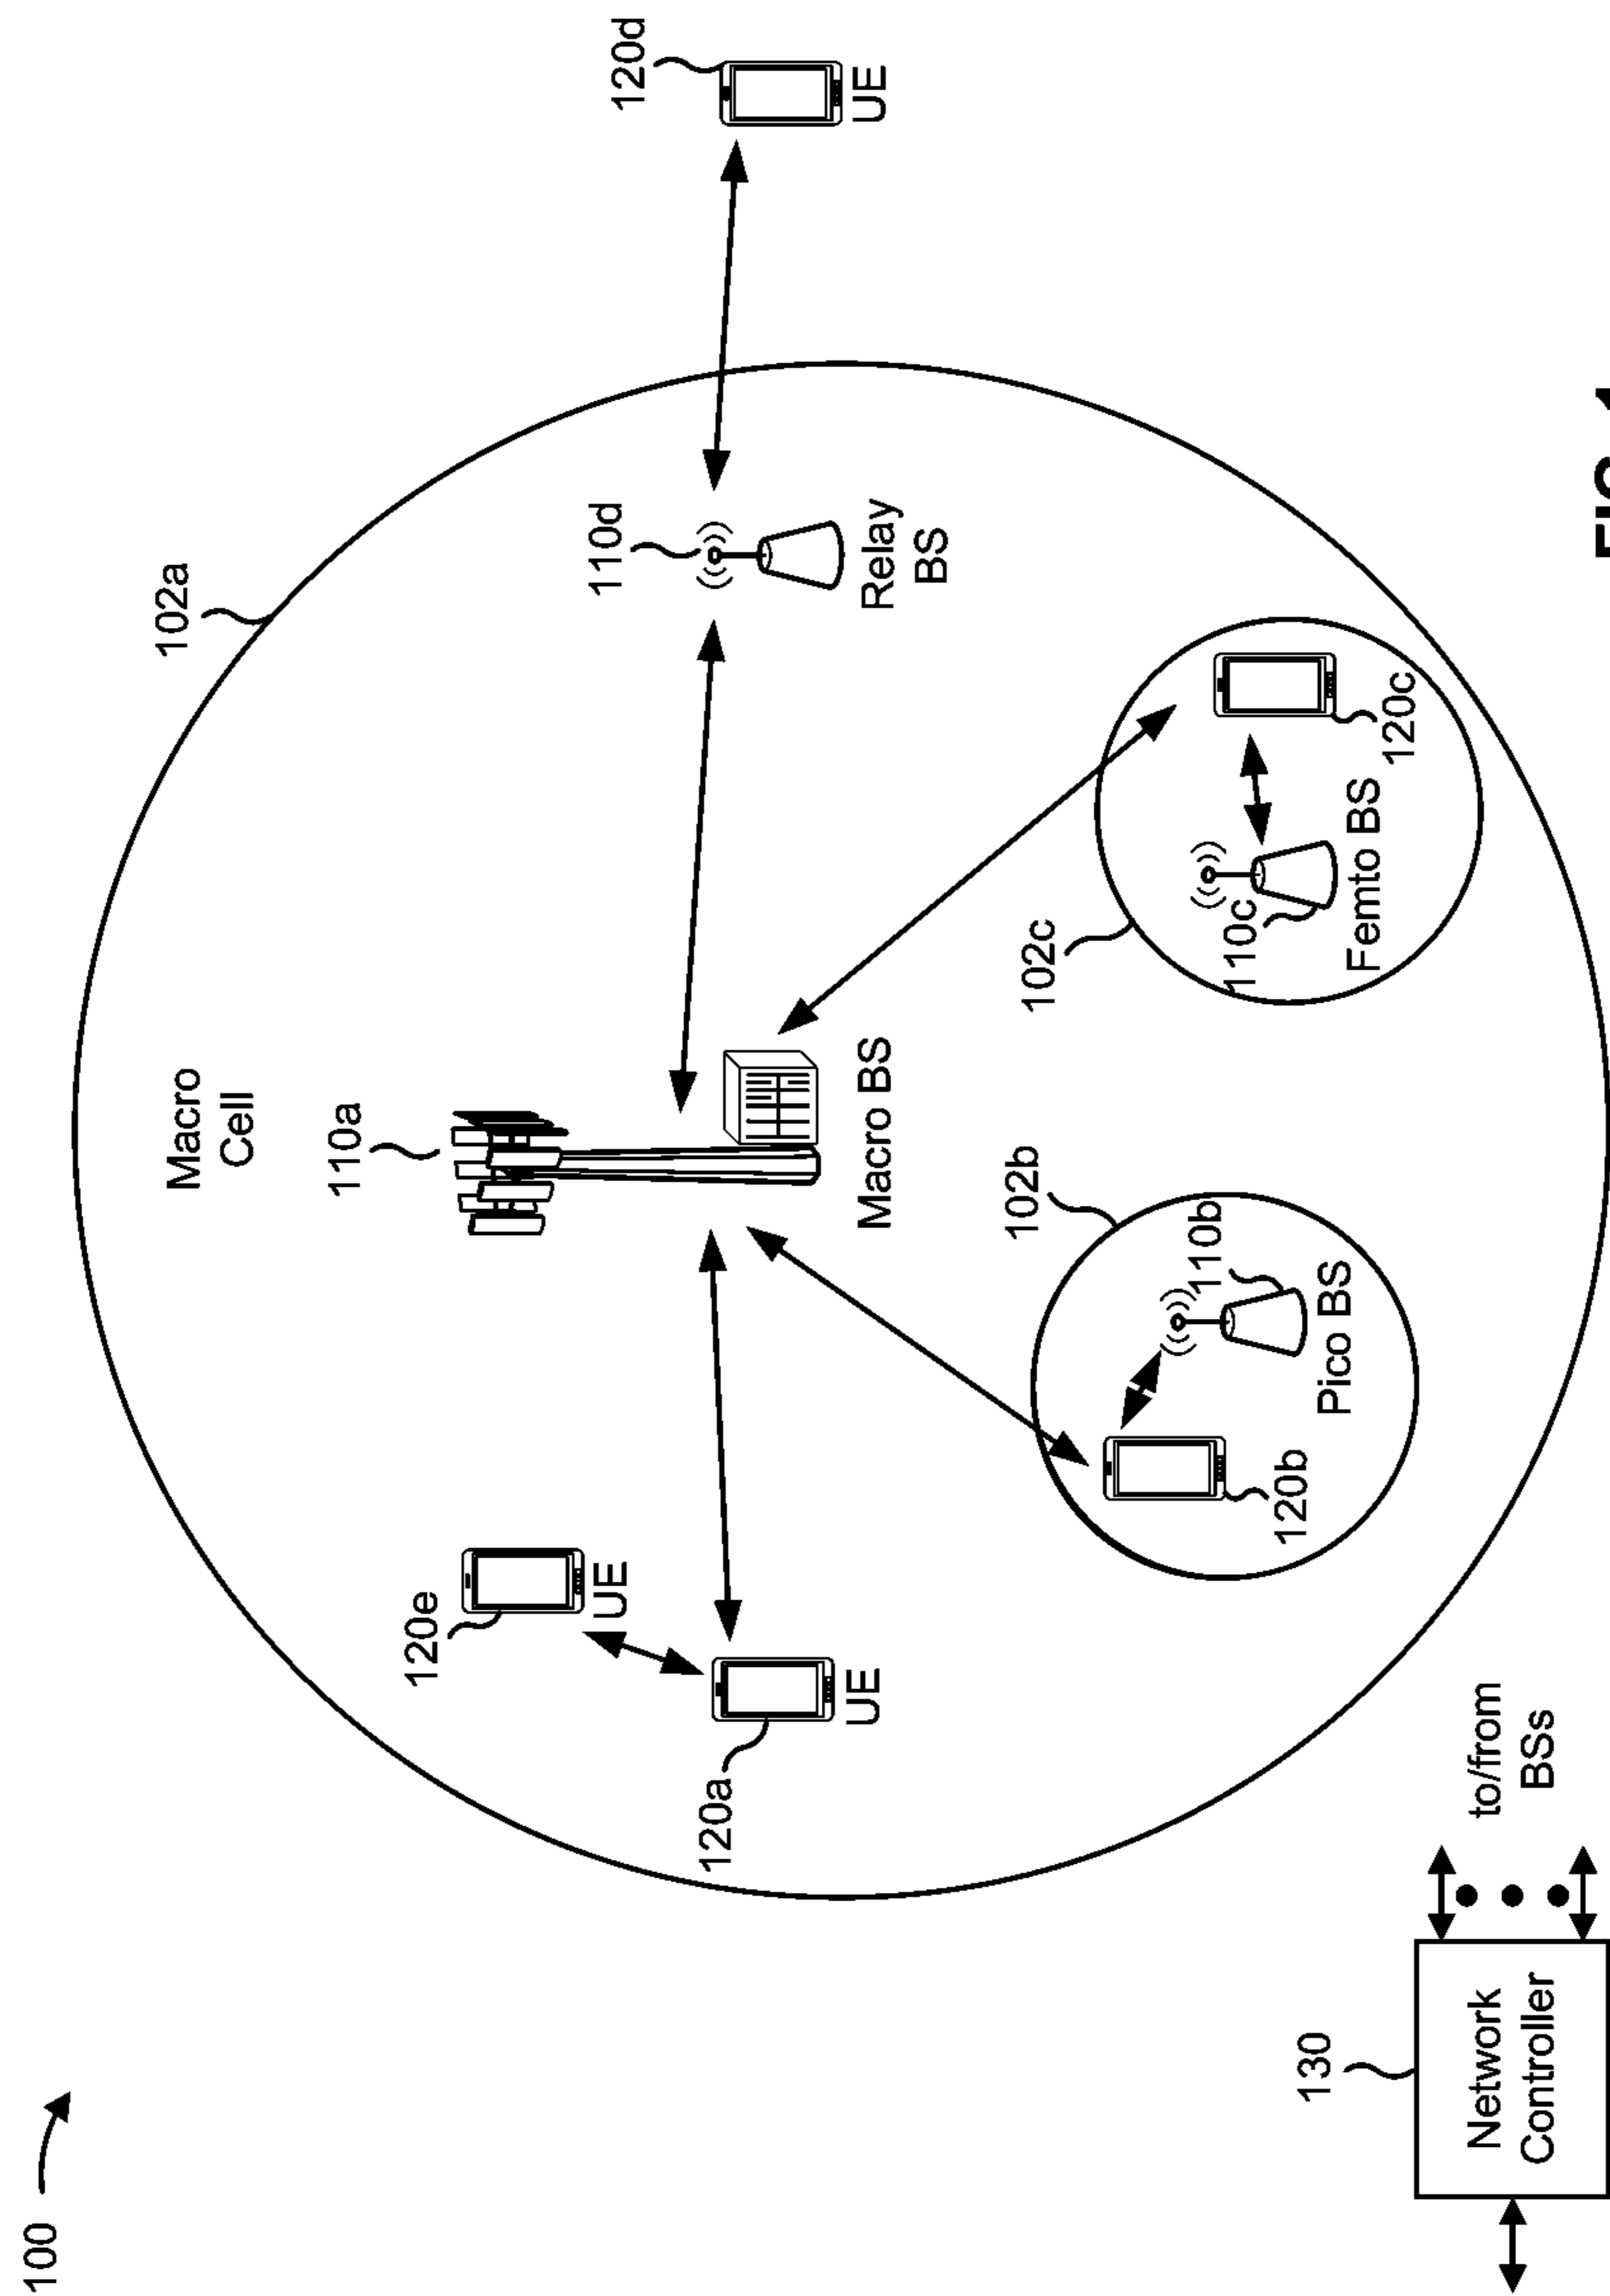 100
102a
Macro
Cell
110a
120d
UE
110d
Relay
BS
120e
UE
120a
UE
Macro BS
102b
110b
Pico BS
120b
102c
110c
Femto BS
120c
130
Network
Controller
to/from
BSs